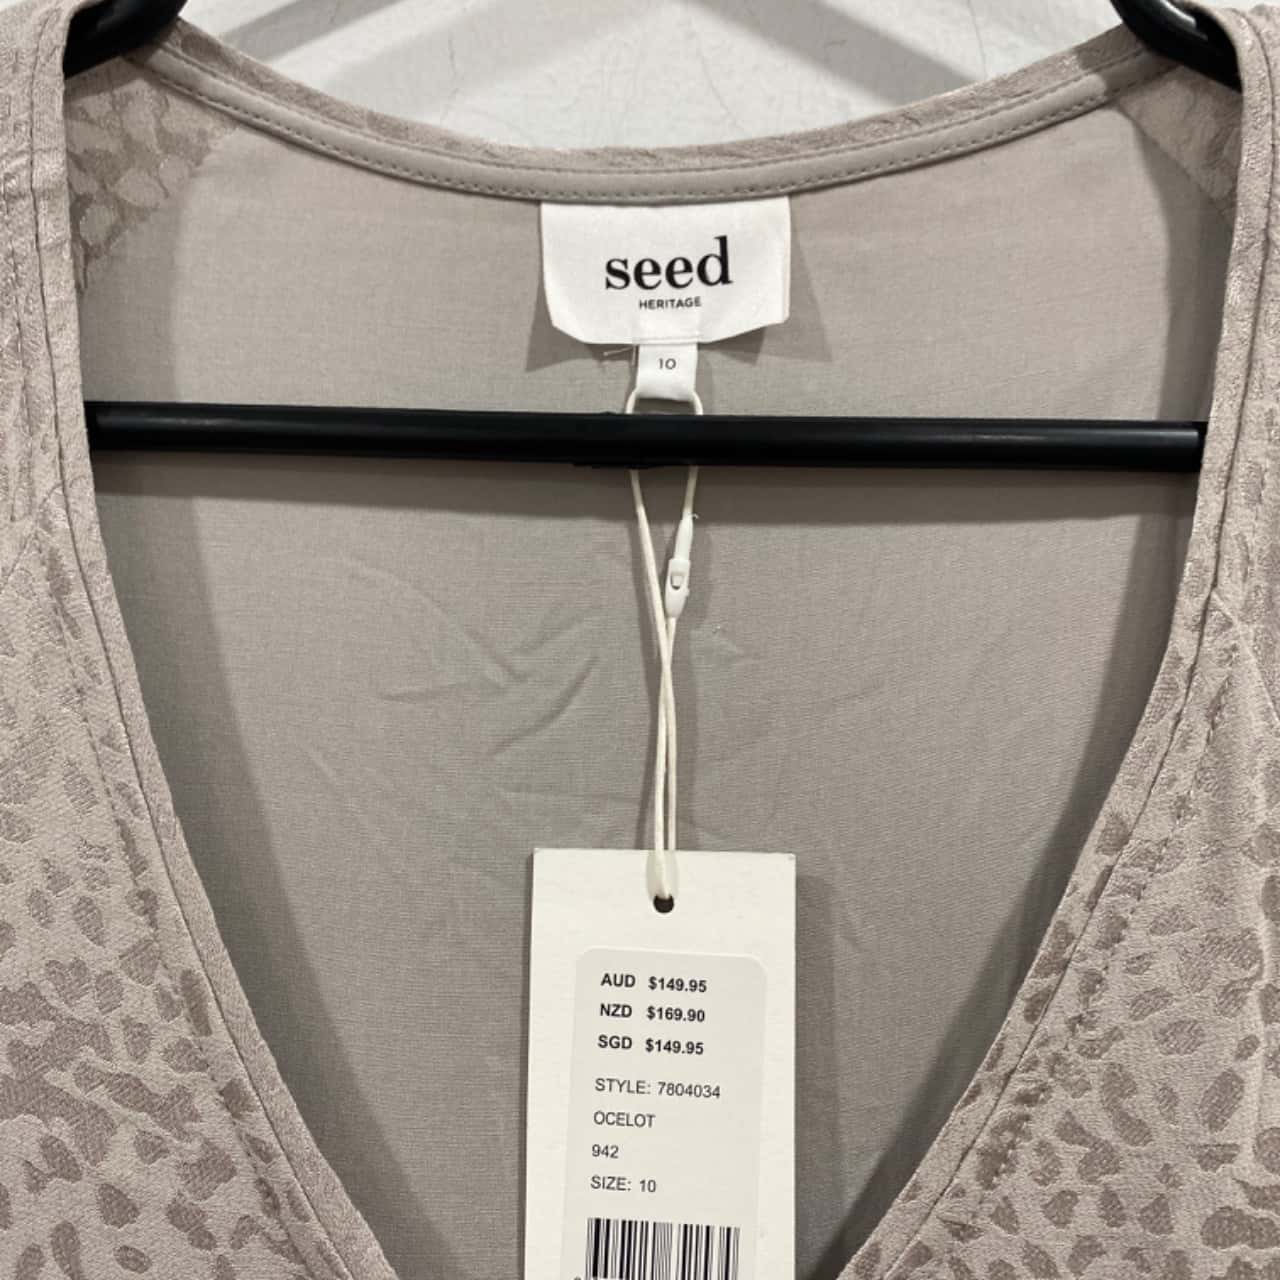 seed
HERITAGE
10
AUD $149.95
NZD $169.90
SGD $149.95
STYLE: 7804034
OCELOT
942
SIZE: 10